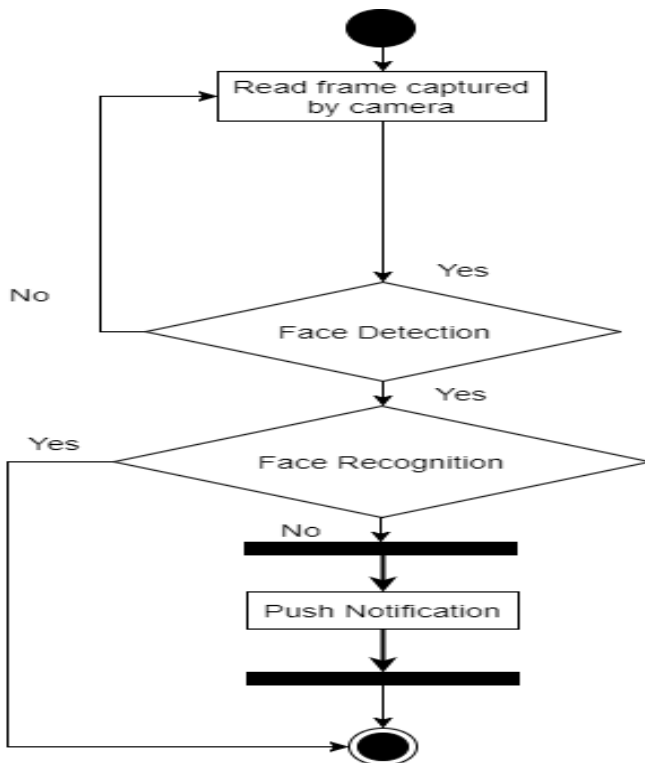 Read frame captured
by camera
Yes
No
Face Detection
Yes
Yes
Face Recognition
No
Push Notification